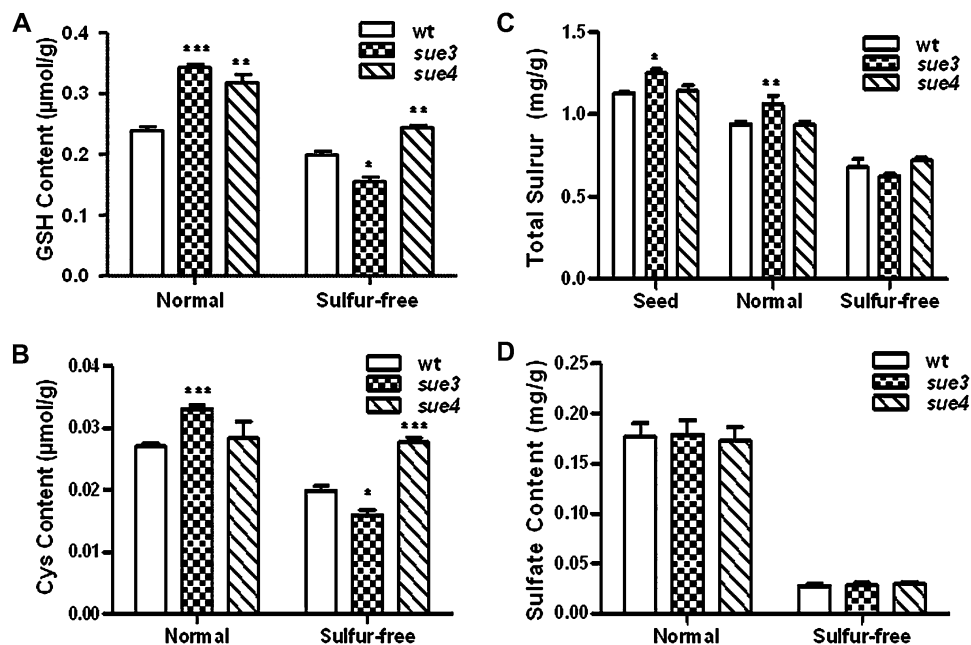 A
GSH Content (µmol/g)
0.4
0.3
0.2
0.1
0.0
wt
sue3
sue4
***
**
*
**
Normal
Sulfur-free
C
Total Sulrur (mg/g)
1.5
1.0
0.5
0.0
wt
sue3
sue4
*
**
Seed
Normal
Sulfur-free
B
Cys Content (µmol/g)
0.04
0.03
0.02
0.01
0.00
wt
sue3
sue4
***
*
***
Normal
Sulfur-free
D
Sulfate Content (mg/g)
0.25
0.20
0.15
0.10
0.05
0.00
wt
sue3
sue4
Normal
Sulfur-free